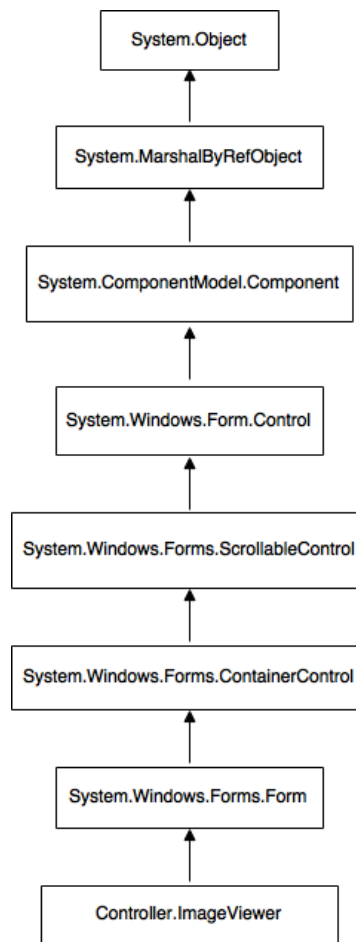 System.Object
System.MarshalByRefObject
System.ComponentModel.Component
System.Windows.Form.Control
System.Windows.Forms.ScrollableControl
System.Windows.Forms.ContainerControl
System.Windows.Forms.Form
Controller.ImageViewer